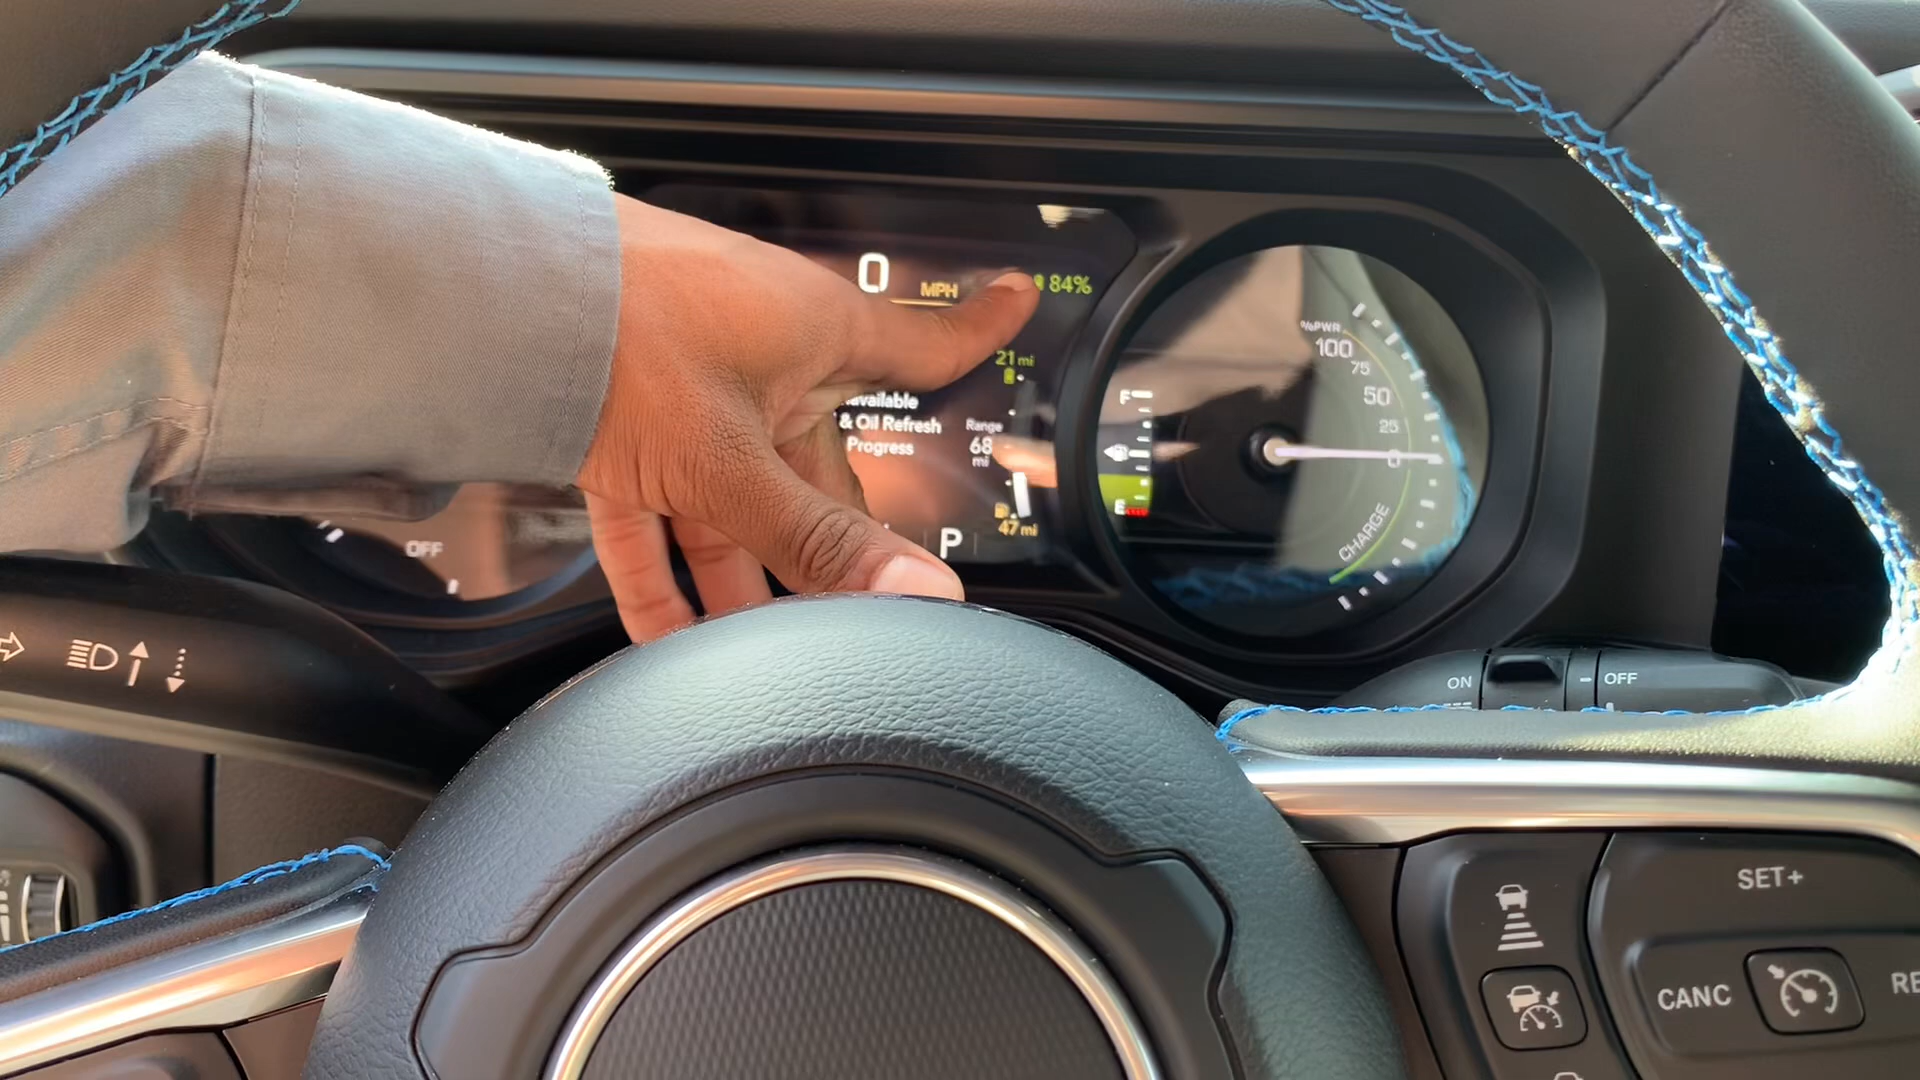 0 MPH 84%
21 mi
& Oil Refresh
Progress
Range
68
mi
47 mi
P
OFF
%PWR
100
75
50
25
0
CHARGE
F
E
ON
OFF
SET+
CANC